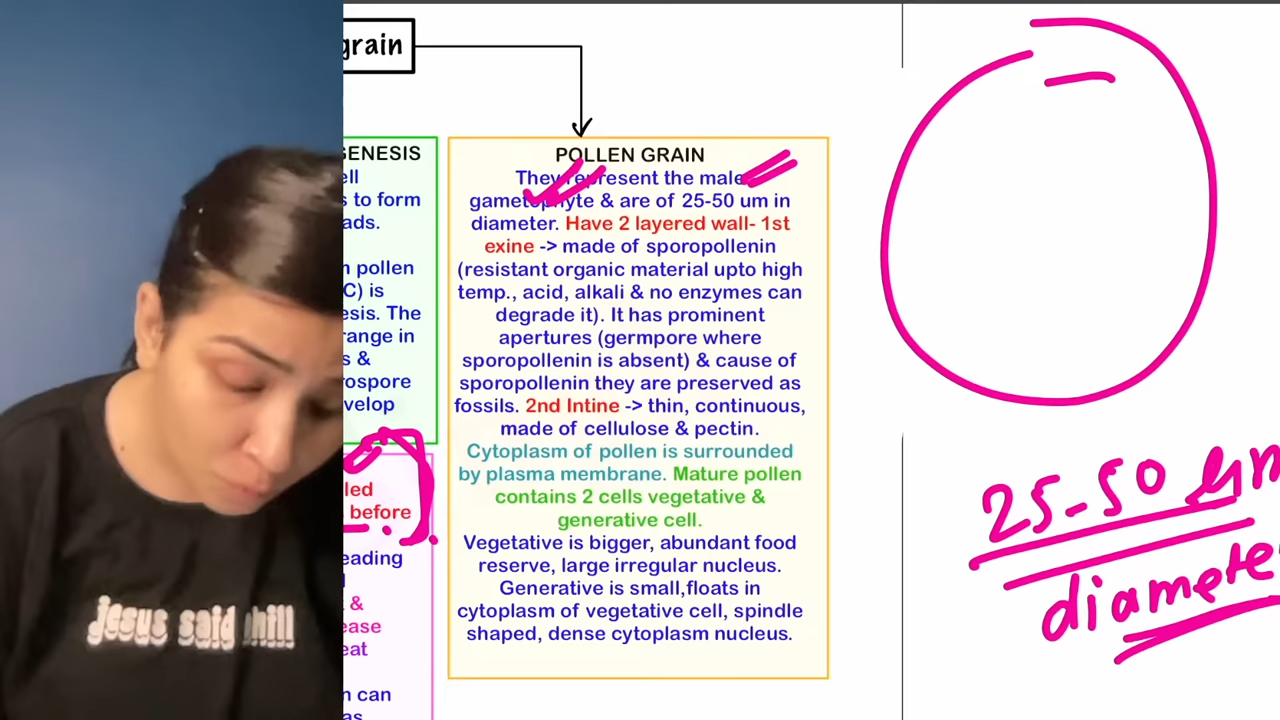 grain
GENESIS
ell
s to form
ads.
n pollen
C) is
esis. The
range in
s &
rospore
velop
led
before
eading
&
ease
eat
n can
as
POLLEN GRAIN
They represent the male
gametophyte & are of 25-50 um in
diameter. Have 2 layered wall- 1st
exine -> made of sporopollenin
(resistant organic material upto high
temp., acid, alkali & no enzymes can
degrade it). It has prominent
apertures (germpore where
sporopollenin is absent) & cause of
sporopollenin they are preserved as
fossils. 2nd Intine -> thin, continuous,
made of cellulose & pectin.
Cytoplasm of pollen is surrounded
by plasma membrane. Mature pollen
contains 2 cells vegetative &
generative cell.
Vegetative is bigger, abundant food
reserve, large irregular nucleus.
Generative is small,floats in
cytoplasm of vegetative cell, spindle
shaped, dense cytoplasm nucleus.
25-50 μm
diamete
jesus said chill